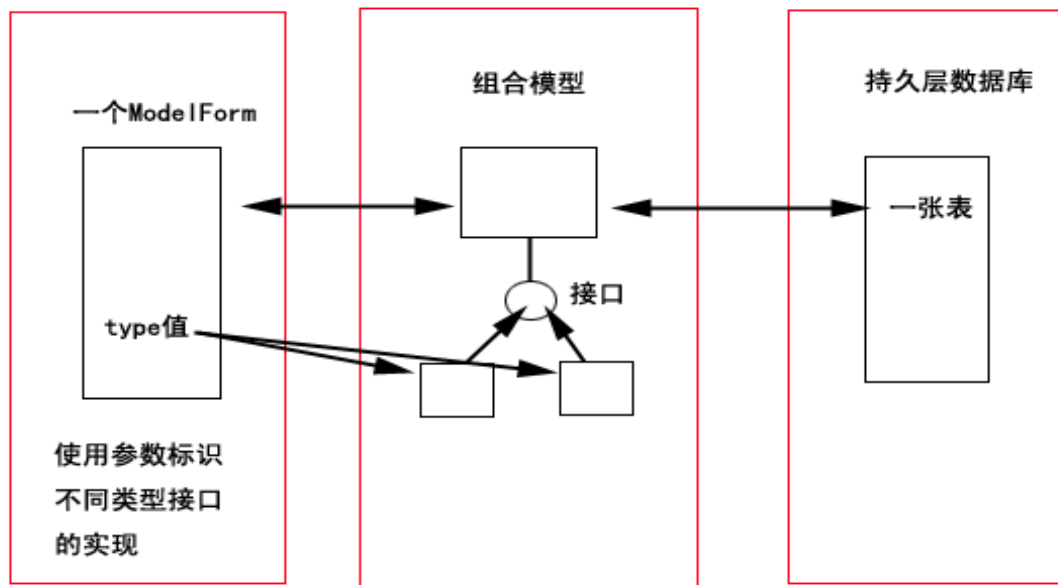 一个ModelForm
type值
使用参数标识
不同类型接口
的实现
组合模型
接口
持久层数据库
一张表